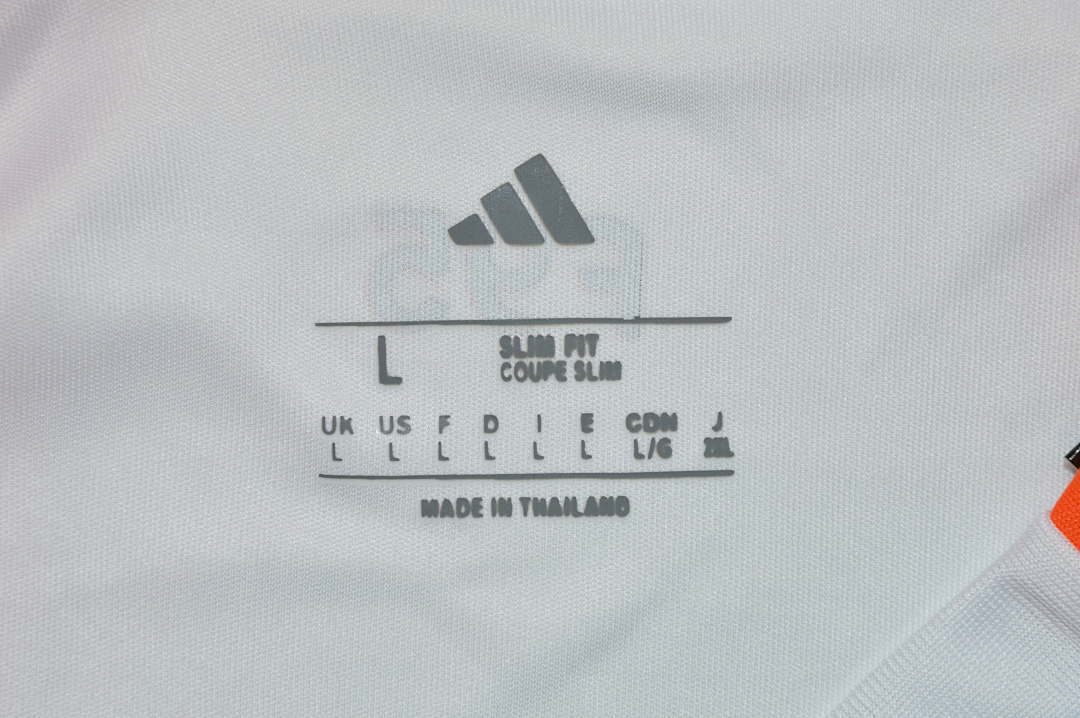 L
SLIM FIT
COUPE SLIM
UK US F D I E CDN J
L L L L L L L/G 2XL
MADE IN THAILAND